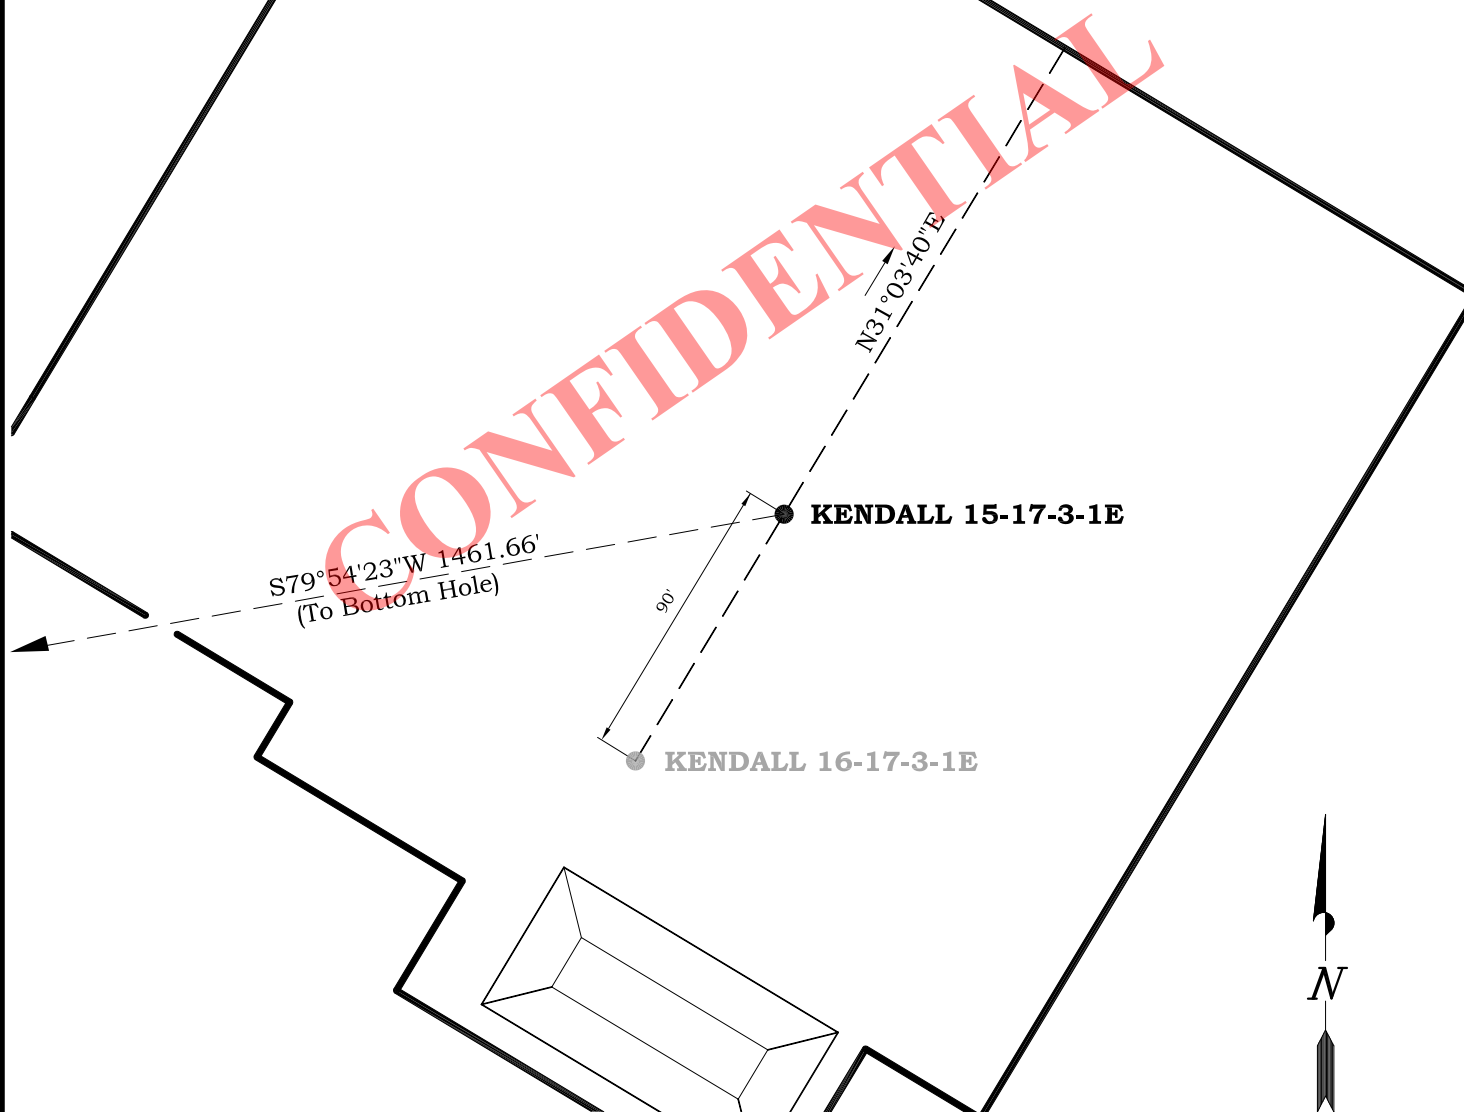 CONFIDENTIAL
N31°03'40"E
KENDALL 15-17-3-1E
S79°54'23"W 1461.66'
(To Bottom Hole)
90'
KENDALL 16-17-3-1E
N